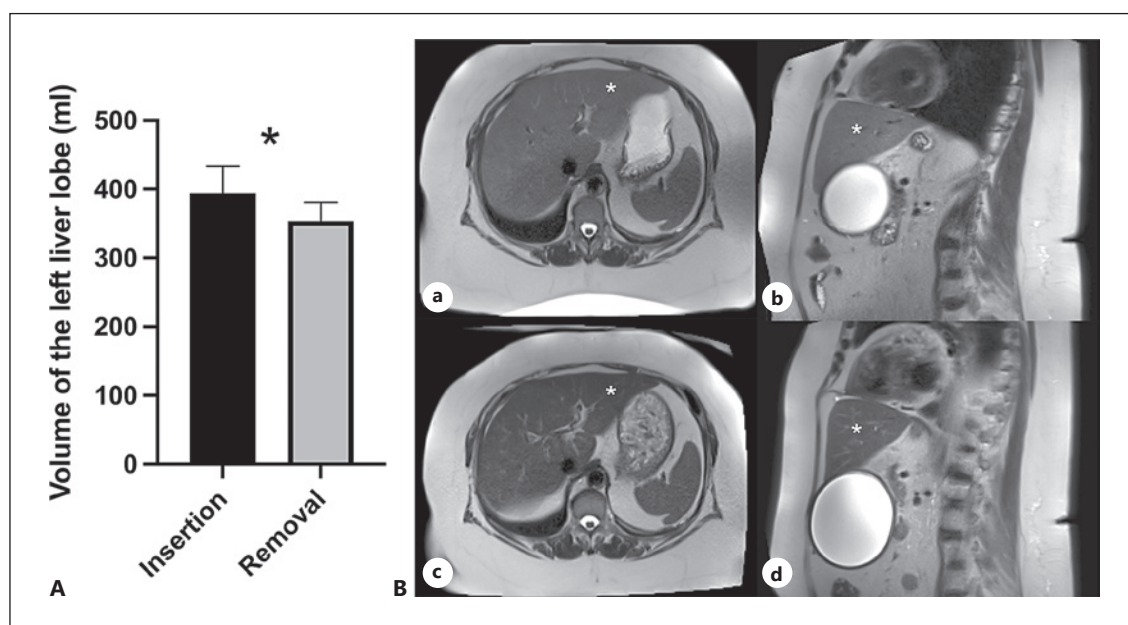 Volume of the left liver lobe (ml)
500
400
300
200
100
0
*
Insertion
Removal
A
B
a
*
b
*
c
*
d
*